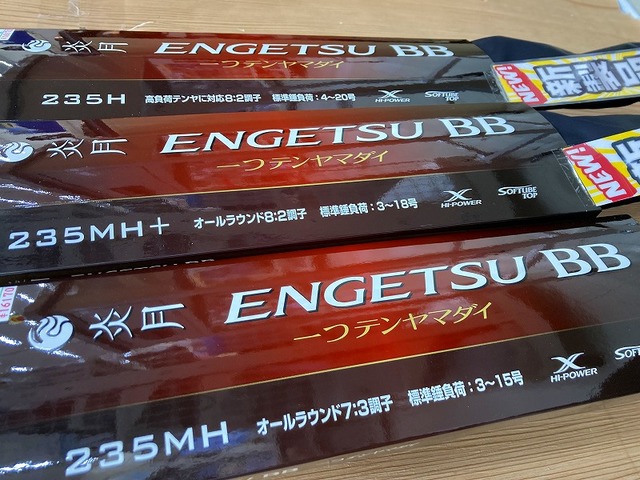 炎月 ENGETSU BB
一つテンヤマダイ
235H 高負荷テンヤに対応8:2調子 標準錘負荷:4~20号 X HI-POWER SOFTUBE TOP
NEW! 新製品
炎月 ENGETSU BB
一つテンヤマダイ
235MH+ オールラウンド8:2調子 標準錘負荷:3~18号 X HI-POWER SOFTUBE TOP
NEW!
炎月 ENGETSU BB
一つテンヤマダイ
235MH オールラウンド7:3調子 標準錘負荷:3~15号 X HI-POWER SOFT